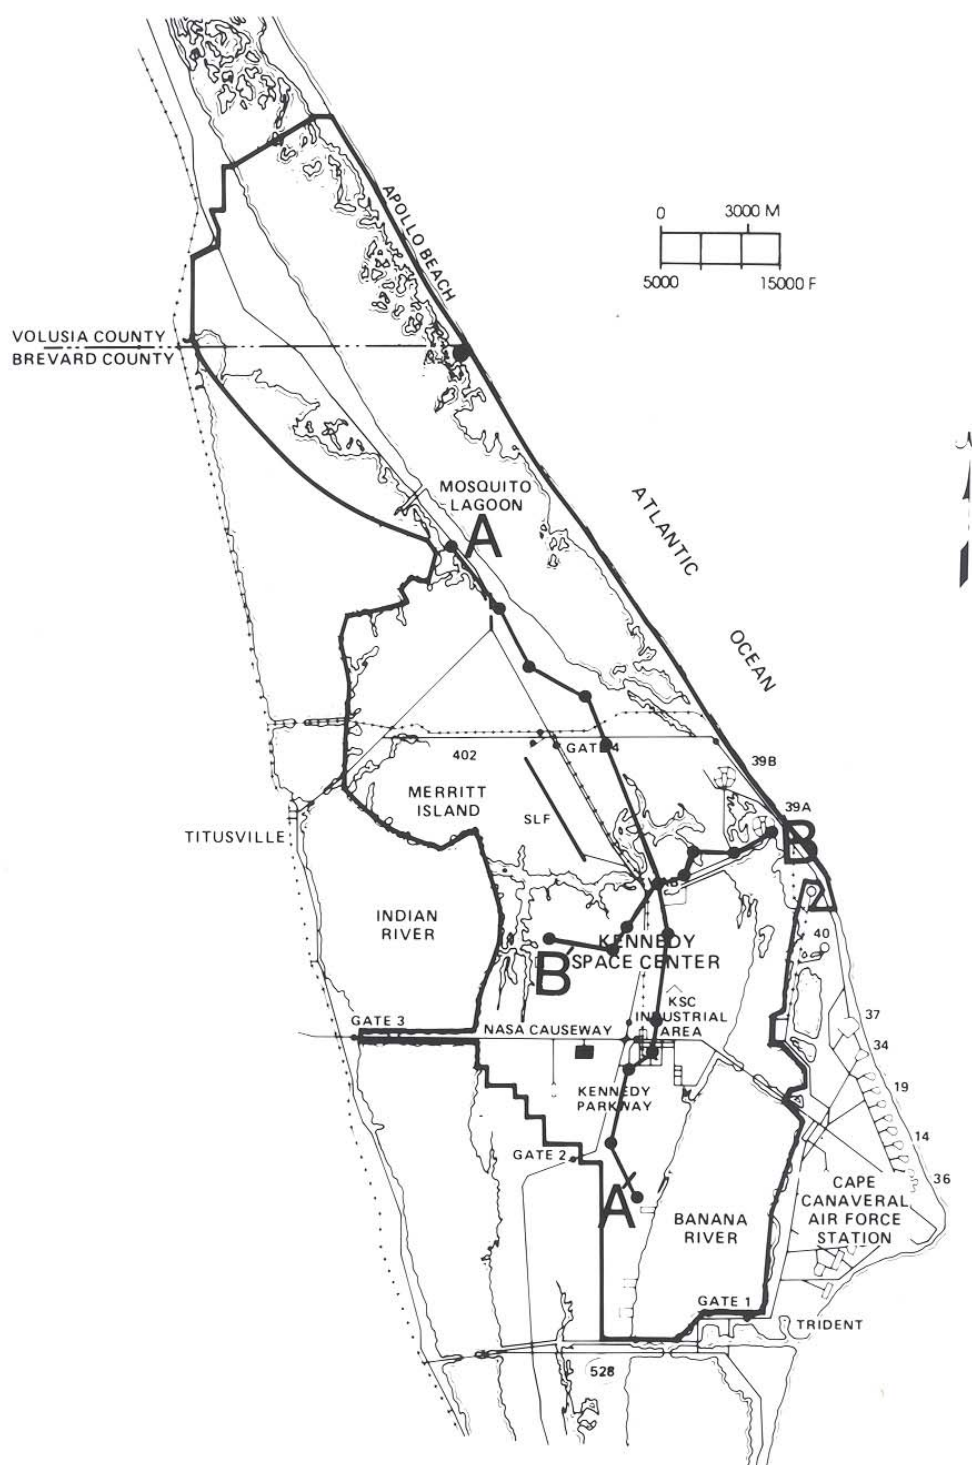 APOLLO BEACH
0 3000 M
5000 15000 F
VOLUSIA COUNTY
BREVARD COUNTY
MOSQUITO
LAGOON
A
ATLANTIC
OCEAN
GATE 4
402
39B
MERRITT
ISLAND
39A
SLF
TITUSVILLE
B
2
INDIAN
RIVER
40
KENNEDY
SPACE CENTER
B'
KSC
INDUSTRIAL
AREA
37
GATE 3
NASA CAUSEWAY
34
KENNEDY
PARKWAY
19
14
GATE 2
36
CAPE
CANAVERAL
AIR FORCE
STATION
A'
BANANA
RIVER
GATE 1
TRIDENT
528